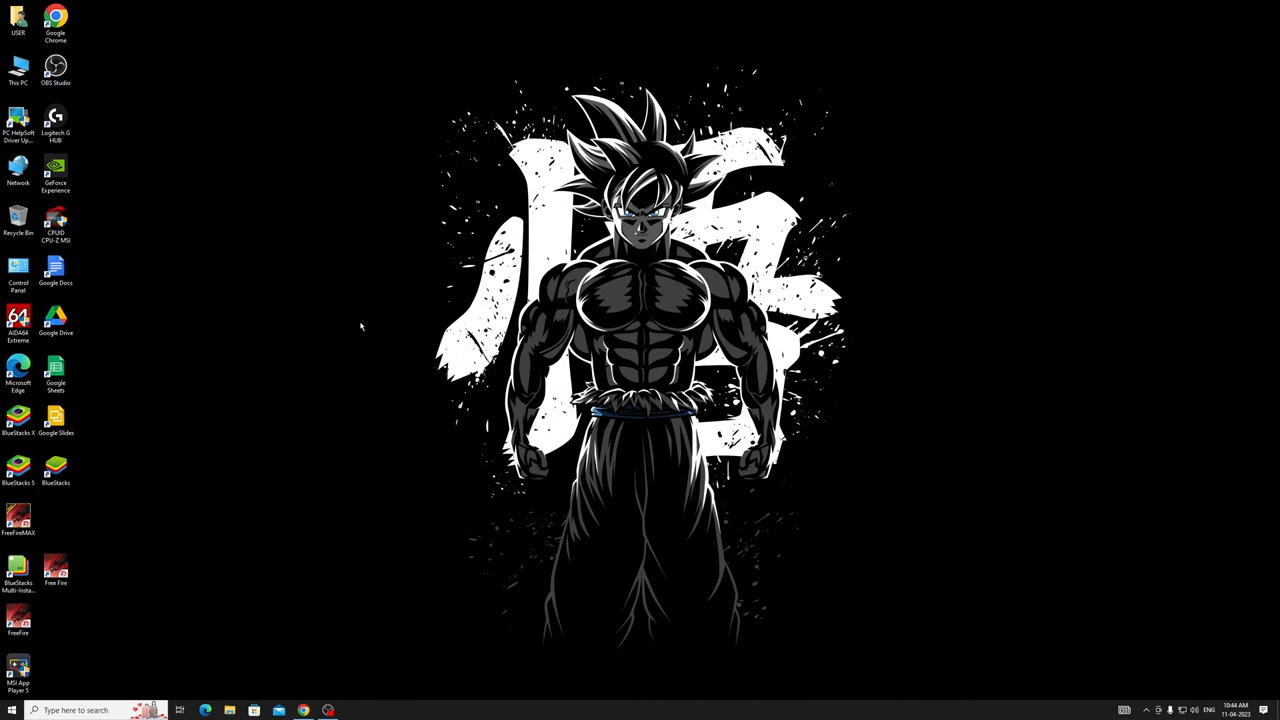 USER
Google
Chrome
This PC
OBS Studio
PC HelpSoft
Driver Up...
Logitech G
HUB
Network
GeForce
Experience
Recycle Bin
CPUID
CPU-Z MSI
Control
Panel
Google Docs
64
AIDA64
Extreme
Google Drive
Microsoft
Edge
Google
Sheets
BlueStacks X
Google Slides
BlueStacks 5
BlueStacks
FreeFireMAX
BlueStacks
Multi-Insta...
Free Fire
FreeFire
MSI App
Player 5
Type here to search
ENG
10:44 AM
11-04-2023